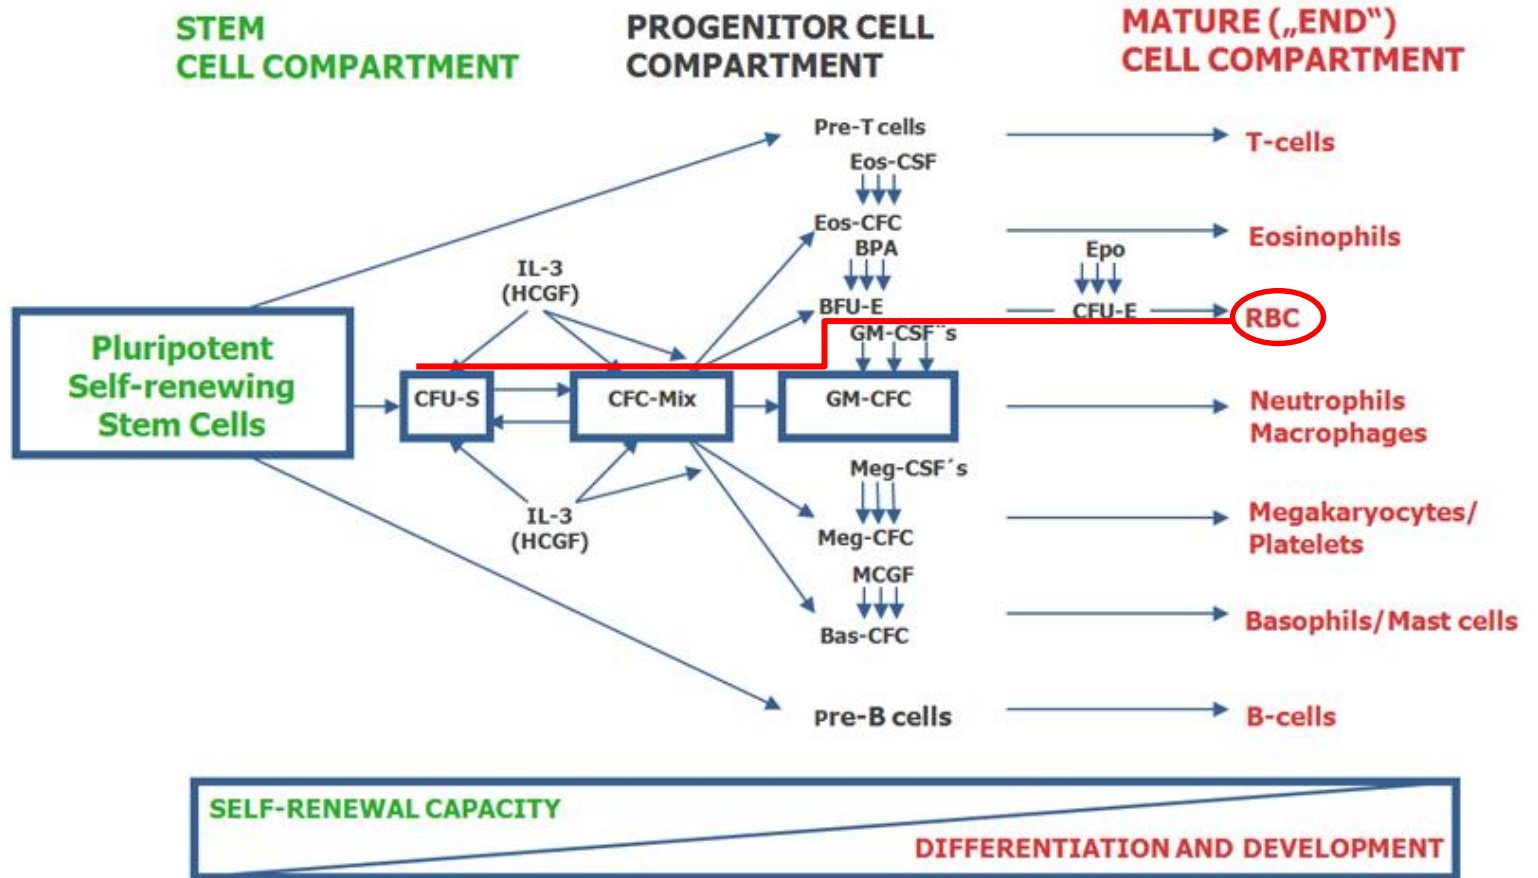 STEM
CELL COMPARTMENT
PROGENITOR CELL
COMPARTMENT
MATURE („END“)
CELL COMPARTMENT
Pre-T cells
T-cells
Eos-CSF
Eos-CFC
Eosinophils
BPA
Epo
IL-3
(HCGF)
BFU-E
CFU-E
RBC
GM-CSF¨s
Pluripotent
Self-renewing
Stem Cells
CFU-S
CFC-Mix
GM-CFC
Neutrophils
Macrophages
Meg-CSF´s
IL-3
(HCGF)
Meg-CFC
Megakaryocytes/
Platelets
MCGF
Bas-CFC
Basophils/Mast cells
Pre-B cells
B-cells
SELF-RENEWAL CAPACITY
DIFFERENTIATION AND DEVELOPMENT